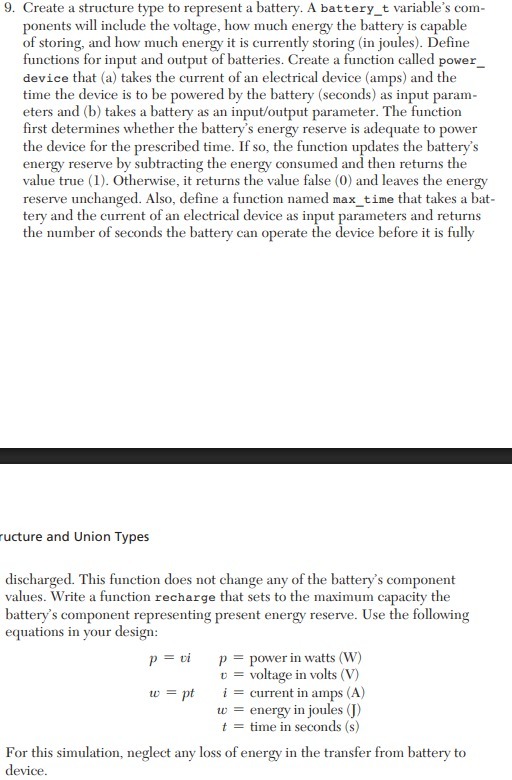 9. Create a structure type to represent a battery. A battery_t variable's com-
ponents will include the voltage, how much energy the battery is capable
of storing, and how much energy it is currently storing (in joules). Define
functions for input and output of batteries. Create a function called power_
device that (a) takes the current of an electrical device (amps) and the
time the device is to be powered by the battery (seconds) as input param-
eters and (b) takes a battery as an input/output parameter. The function
first determines whether the battery's energy reserve is adequate to power
the device for the prescribed time. If so, the function updates the battery's
energy reserve by subtracting the energy consumed and then returns the
value true (1). Otherwise, it returns the value false (0) and leaves the energy
reserve unchanged. Also, define a function named max_time that takes a bat-
tery and the current of an electrical device as input parameters and returns
the number of seconds the battery can operate the device before it is fully
ructure and Union Types
discharged. This function does not change any of the battery's component
values. Write a function recharge that sets to the maximum capacity the
battery's component representing present energy reserve. Use the following
equations in your design:
p = vi p = power in watts (W)
v = voltage in volts (V)
w = pt i = current in amps (A)
w = energy in joules (J)
t = time in seconds (s)
For this simulation, neglect any loss of energy in the transfer from battery to
device.